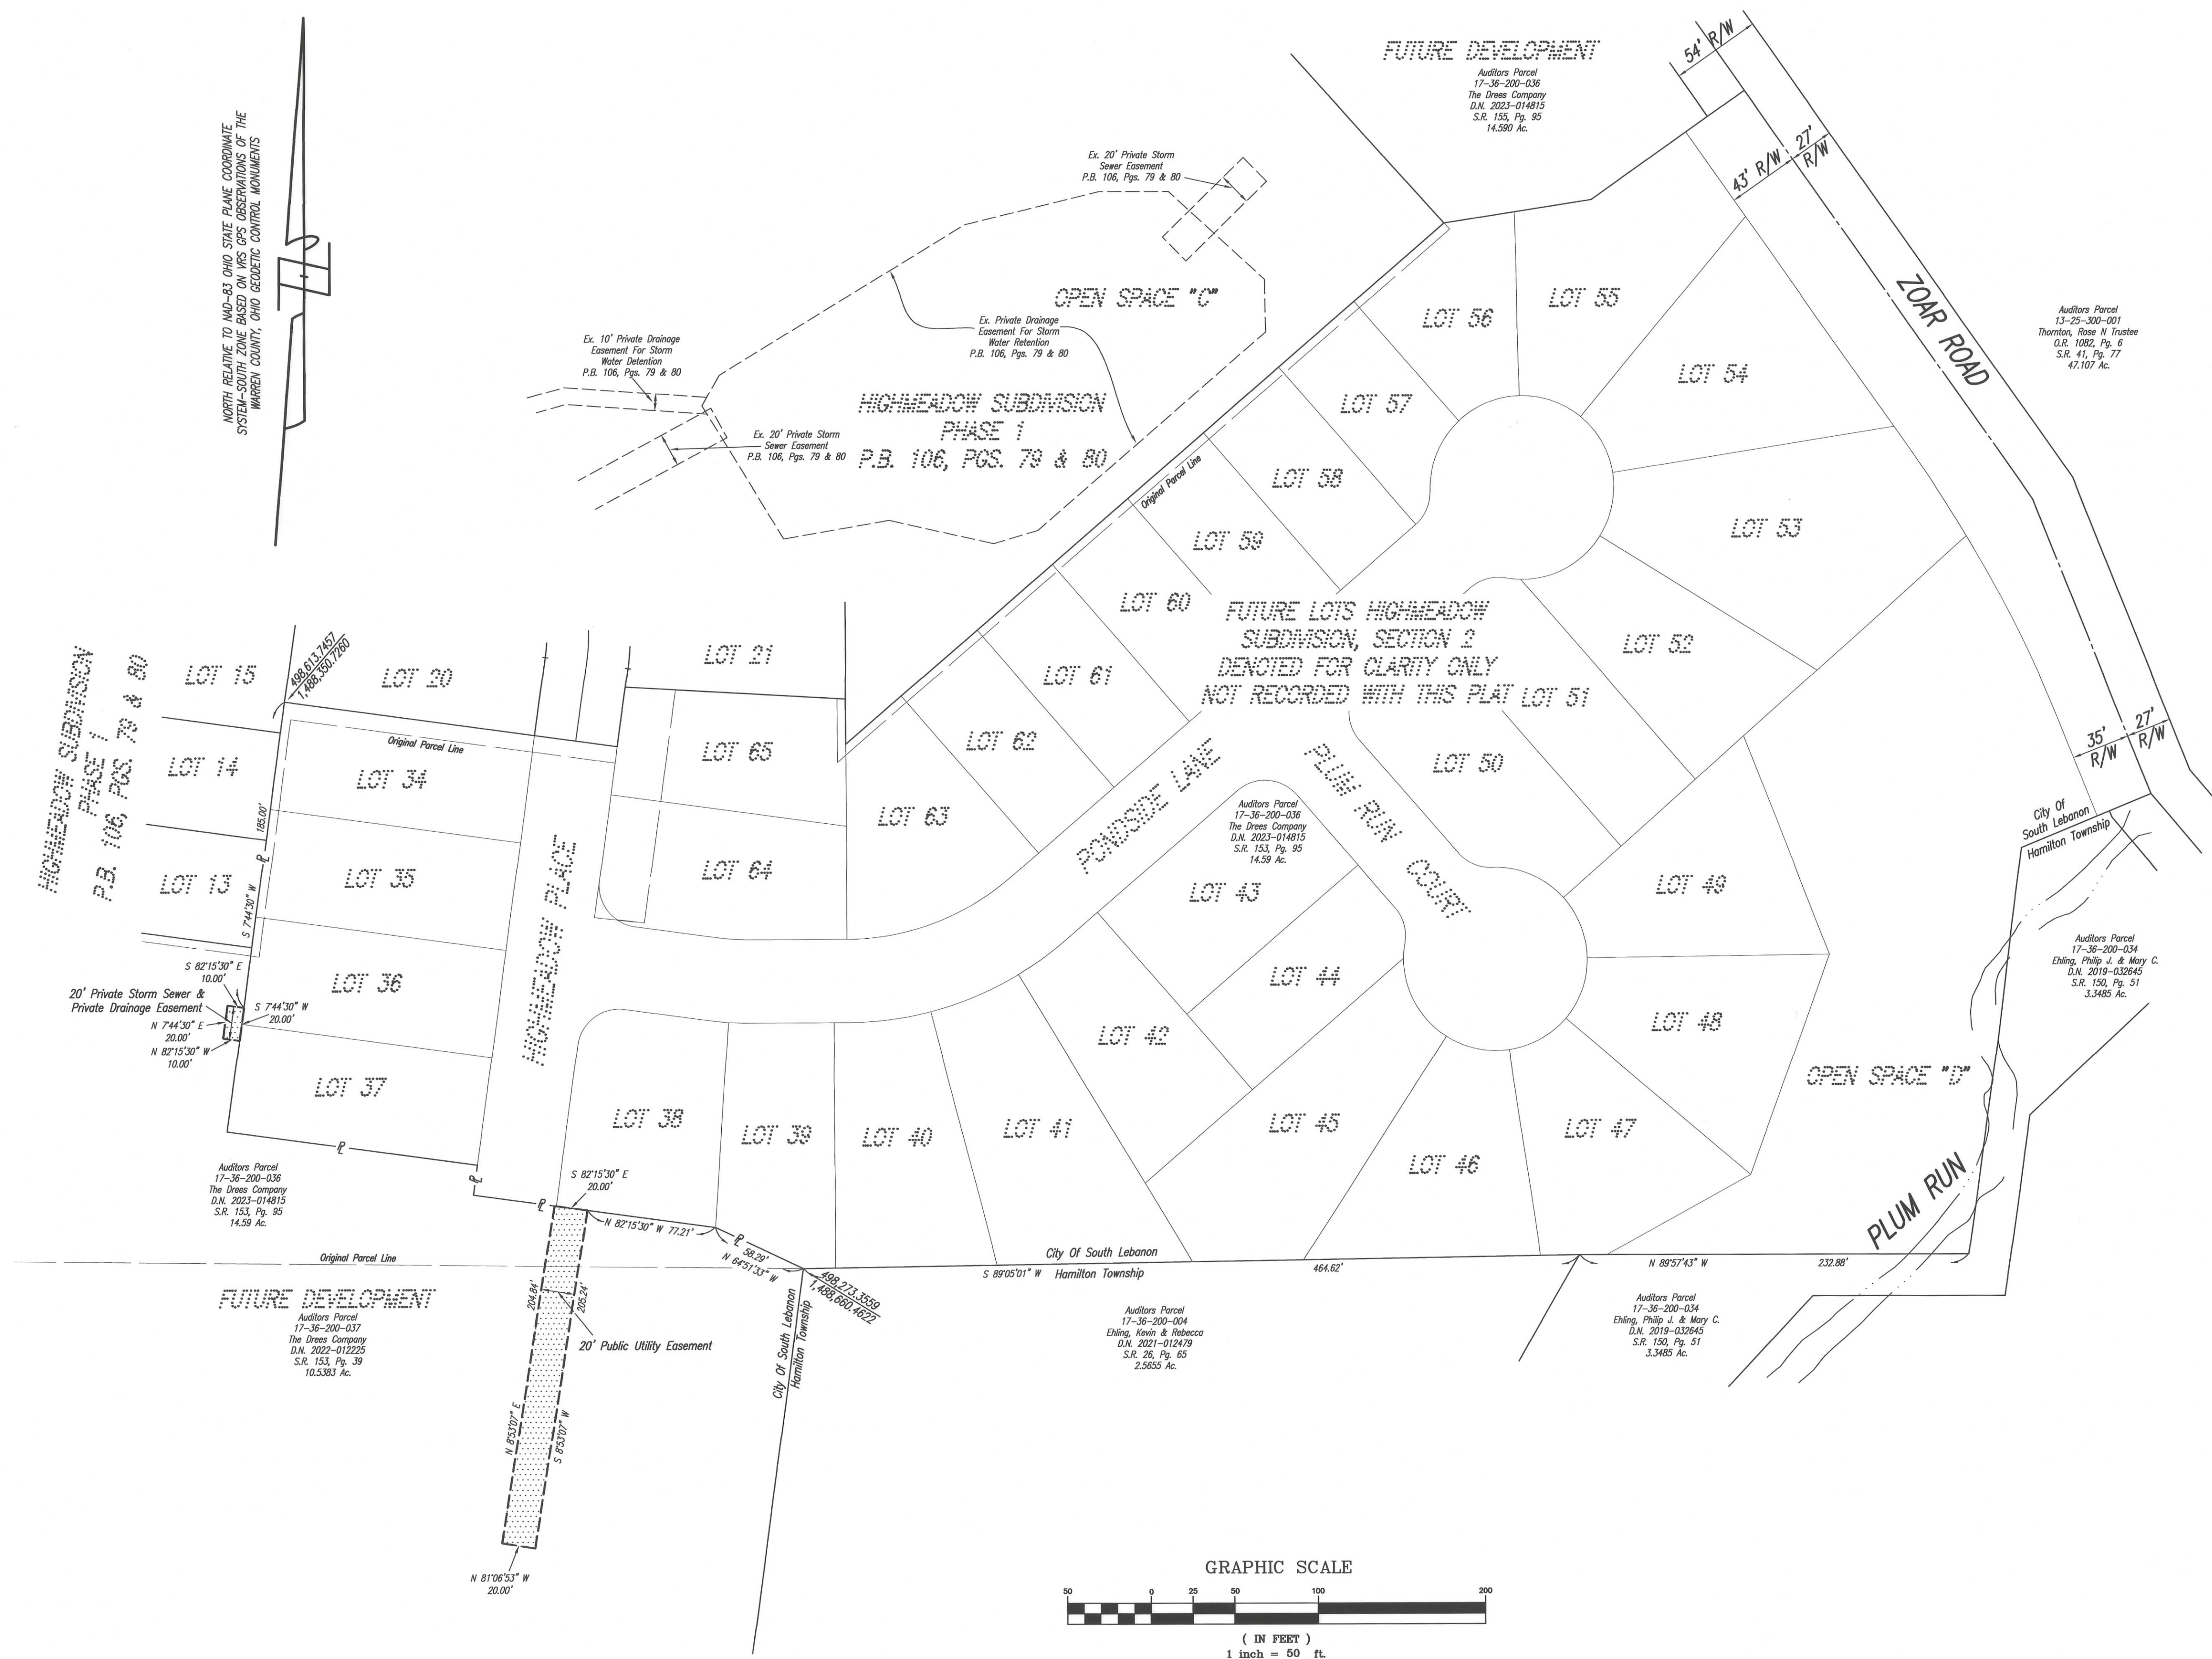 NORTH RELATIVE TO NAD-83 OHIO STATE PLANE COORDINATE
SYSTEM-SOUTH ZONE BASED ON VRS GPS OBSERVATIONS OF THE
WARREN COUNTY, OHIO GEODETIC CONTROL MONUMENTS
FUTURE DEVELOPMENT
Auditors Parcel
17-36-200-036
The Drees Company
D.N. 2023-014815
S.R. 155, Pg. 95
14.590 Ac.
54' R/W
27'
R/W
43' R/W
ZOAR ROAD
Auditors Parcel
13-25-300-001
Thornton, Rose N Trustee
O.R. 1082, Pg. 6
S.R. 41, Pg. 77
47.107 Ac.
Ex. 20' Private Storm
Sewer Easement
P.B. 106, Pgs. 79 & 80
OPEN SPACE "C"
Ex. Private Drainage
Easement For Storm
Water Retention
P.B. 106, Pgs. 79 & 80
Ex. 10' Private Drainage
Easement For Storm
Water Detention
P.B. 106, Pgs. 79 & 80
HIGHMEADOW SUBDIVISION
PHASE 1
P.B. 106, PGS. 79 & 80
Ex. 20' Private Storm
Sewer Easement
P.B. 106, Pgs. 79 & 80
Original Parcel Line
LOT 56
LOT 55
LOT 54
LOT 57
LOT 58
LOT 53
LOT 59
LOT 60
LOT 52
FUTURE LOTS HIGHMEADOW
SUBDIVISION, SECTION 2
DENOTED FOR CLARITY ONLY
NOT RECORDED WITH THIS PLAT
LOT 51
LOT 61
LOT 62
LOT 50
LOT 63
HIGHMEADOW SUBDIVISION
PHASE 1
P.B. 106, PGS. 79 & 80
LOT 15
498,613.7457
1,488,350.7260
LOT 20
LOT 21
LOT 14
Original Parcel Line
LOT 34
LOT 65
185.00'
PL
S 7°44'30" W
LOT 13
LOT 35
LOT 64
HIGHMEADOW PLACE
PONDSIDE LANE
PLUM RUN COURT
Auditors Parcel
17-36-200-036
The Drees Company
D.N. 2023-014815
S.R. 153, Pg. 95
14.59 Ac.
35'
R/W
27'
R/W
City Of
South Lebanon
Hamilton Township
LOT 43
LOT 49
LOT 44
LOT 42
LOT 48
Auditors Parcel
17-36-200-034
Ehling, Philip J. & Mary C.
D.N. 2019-032645
S.R. 150, Pg. 51
3.3485 Ac.
S 82°15'30" E
10.00'
20' Private Storm Sewer &
Private Drainage Easement
S 7°44'30" W
20.00'
N 7°44'30" E
20.00'
N 82°15'30" W
10.00'
LOT 36
LOT 37
LOT 38
LOT 39
LOT 40
LOT 41
LOT 45
LOT 46
LOT 47
OPEN SPACE "D"
PLUM RUN
PL
PL
PL
Auditors Parcel
17-36-200-036
The Drees Company
D.N. 2023-014815
S.R. 153, Pg. 95
14.59 Ac.
S 82°15'30" E
20.00'
N 82°15'30" W 77.21'
PL
58.29'
N 64°51'33" W
498,273.3559
1,488,660.4622
Original Parcel Line
City Of South Lebanon
S 89°05'01" W
Hamilton Township
464.62'
N 89°57'43" W
232.88'
FUTURE DEVELOPMENT
Auditors Parcel
17-36-200-037
The Drees Company
D.N. 2022-012225
S.R. 153, Pg. 39
10.5383 Ac.
204.84'
205.24'
20' Public Utility Easement
N 8°53'07" E
S 8°53'07" W
N 81°06'53" W
20.00'
City Of South Lebanon
Hamilton Township
Auditors Parcel
17-36-200-004
Ehling, Kevin & Rebecca
D.N. 2021-012479
S.R. 26, Pg. 65
2.5655 Ac.
Auditors Parcel
17-36-200-034
Ehling, Philip J. & Mary C.
D.N. 2019-032645
S.R. 150, Pg. 51
3.3485 Ac.
GRAPHIC SCALE
50 0 25 50 100 200
( IN FEET )
1 inch = 50 ft.